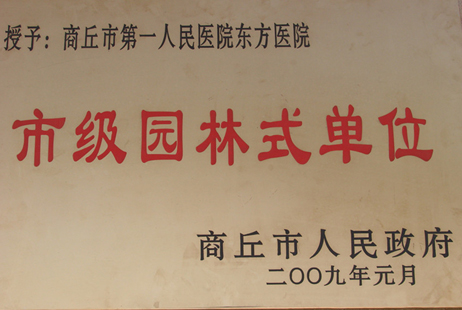 授予：商丘市第一人民医院东方医院
市级园林式单位
商丘市人民政府
二〇〇九年元月